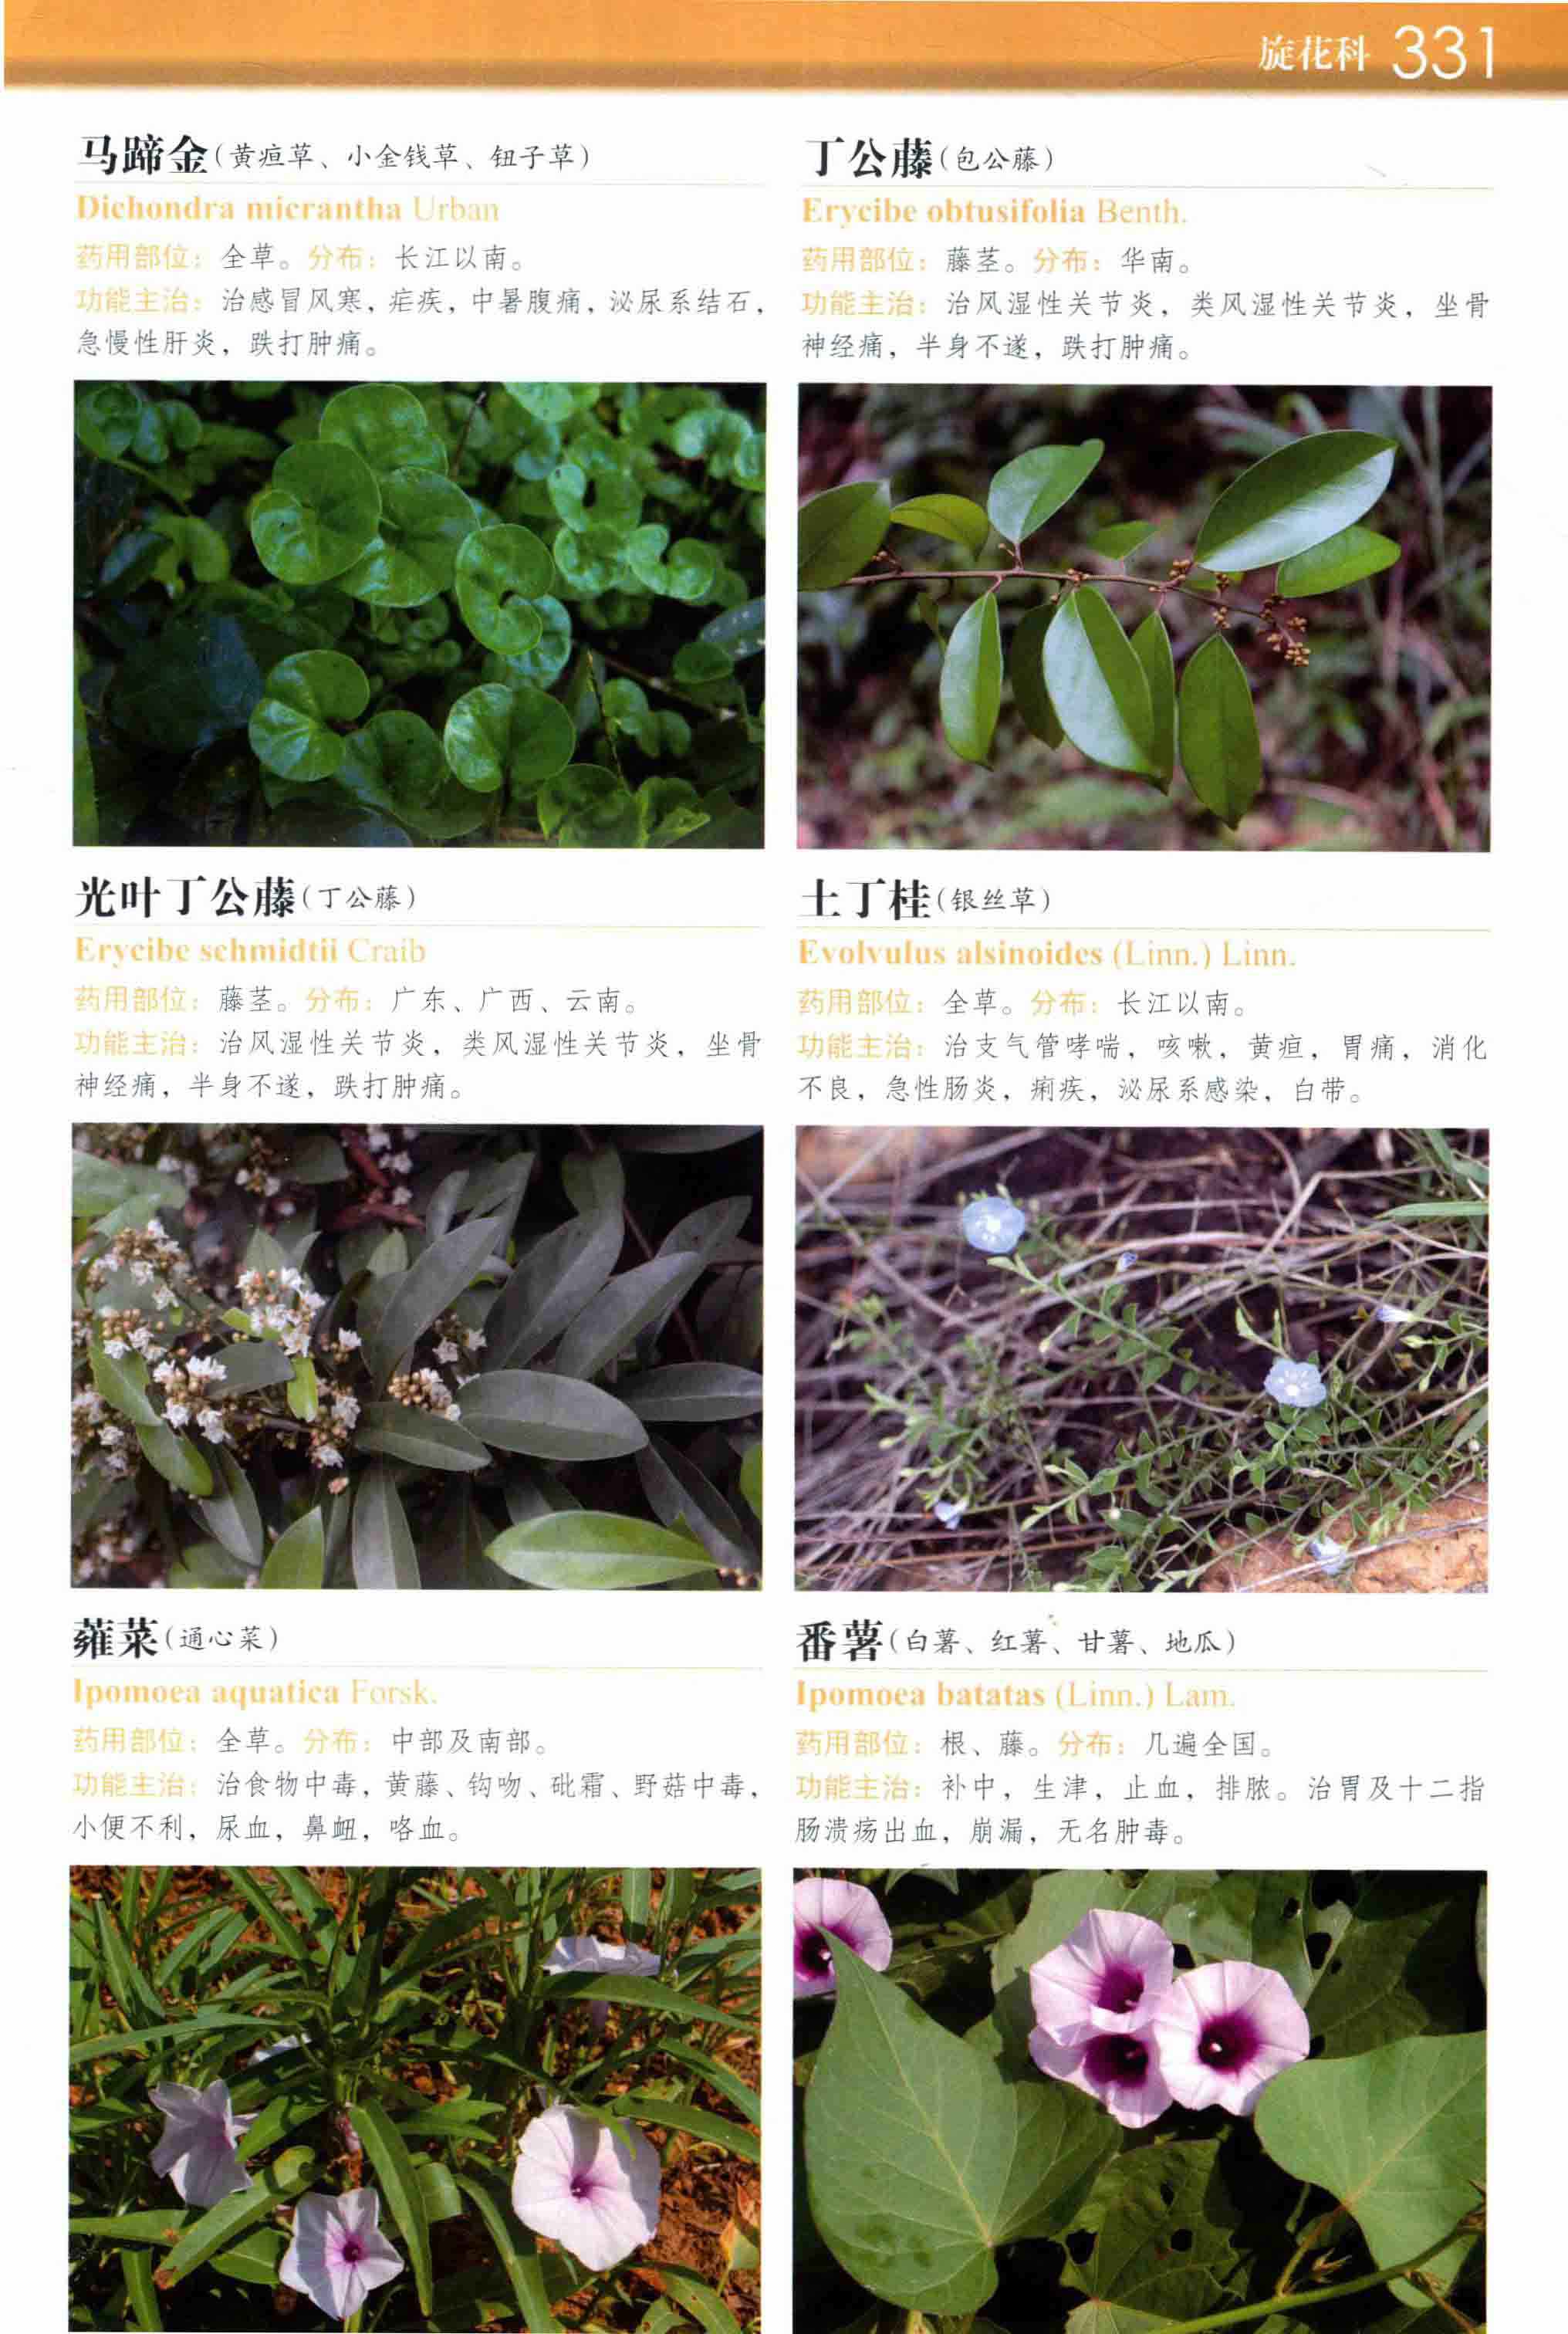 旋花科 331
马蹄金(黄疸草、小金钱草、钮子草)
Dichondra micrantha Urban
药用部位：全草。分布：长江以南。
功能主治：治感冒风寒，疟疾，中暑腹痛，泌尿系结石，
急慢性肝炎，跌打肿痛。
丁公藤(包公藤)
Erycibe obtusifolia Benth.
药用部位：藤茎。分布：华南。
功能主治：治风湿性关节炎，类风湿性关节炎，坐骨
神经痛，半身不遂，跌打肿痛。
光叶丁公藤(丁公藤)
Erycibe schmidtii Craib
药用部位：藤茎。分布：广东、广西、云南。
功能主治：治风湿性关节炎，类风湿性关节炎，坐骨
神经痛，半身不遂，跌打肿痛。
土丁桂(银丝草)
Evolvulus alsinoides (Linn.) Linn.
药用部位：全草。分布：长江以南。
功能主治：治支气管哮喘，咳嗽，黄疸，胃痛，消化
不良，急性肠炎，痢疾，泌尿系感染，白带。
蕹菜(通心菜)
Ipomoea aquatica Forsk.
药用部位：全草。分布：中部及南部。
功能主治：治食物中毒，黄藤、钩吻、砒霜、野菇中毒，
小便不利，尿血，鼻衄，咯血。
番薯(白薯、红薯、甘薯、地瓜)
Ipomoea batatas (Linn.) Lam.
药用部位：根、藤。分布：几遍全国。
功能主治：补中，生津，止血，排脓。治胃及十二指
肠溃疡出血，崩漏，无名肿毒。